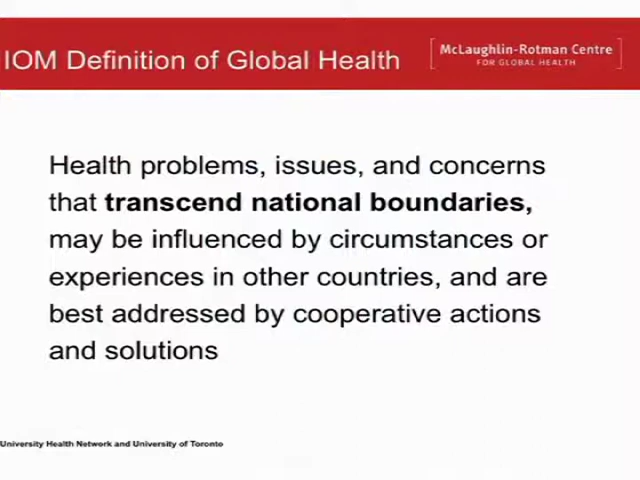 IOM Definition of Global Health
McLaughlin-Rotman Centre
FOR GLOBAL HEALTH
Health problems, issues, and concerns
that transcend national boundaries,
may be influenced by circumstances or
experiences in other countries, and are
best addressed by cooperative actions
and solutions
University Health Network and University of Toronto